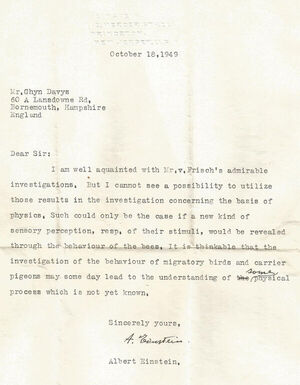 October 18,1949
Mr.Ghyn Davys
60 A Lansdowne Rd,
Bornemouth, Hampshire
England
Dear Sir:
I am well aquainted with Mr.v.Frisch's admirable
investigations. But I cannot see a possibility to utilize
those results in the investigation concerning the basis of
physics. Such could only be the case if a new kind of
sensory perception, resp. of their stimuli, would be revealed
through the behaviour of the bees. It is thinkable that the
investigation of the behaviour of migratory birds and carrier
pigeons may some day lead to the understanding of some physical
process which is not yet known.
Sincerely yours,
A. Einstein.
Albert Einstein.